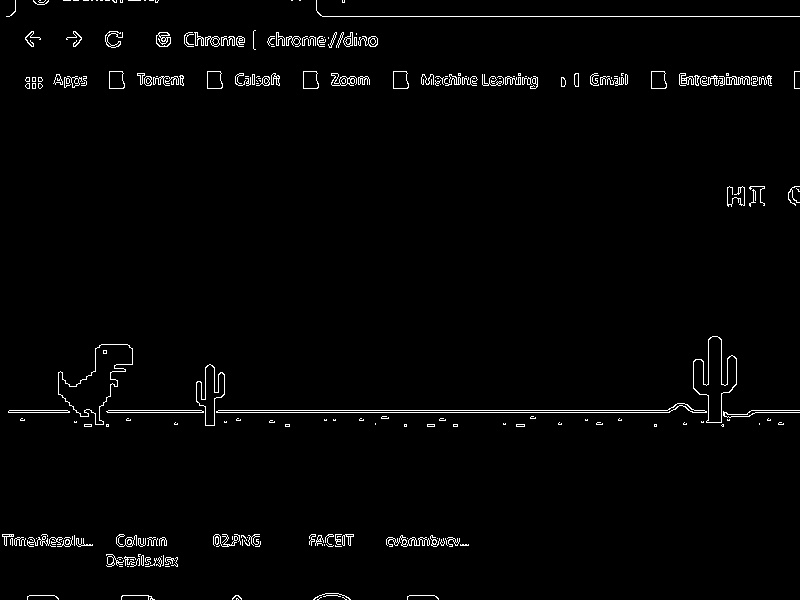 Chrome | chrome://dino
Apps Torrent Calsoft Zoom Machine Learning Gmail Entertainment
HI
TimerResolu... Column Details.xlsx 02.PNG FACEIT cvbnmbvcv...